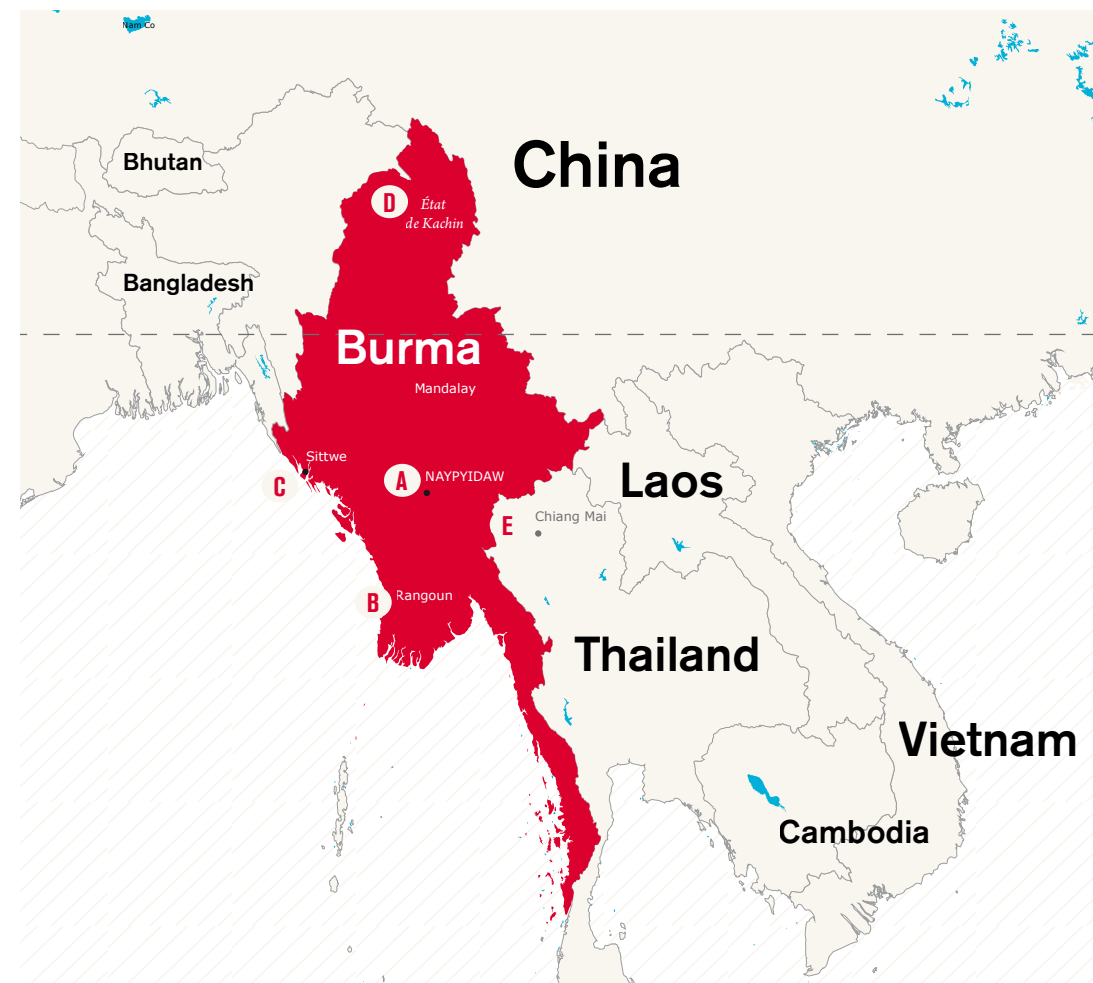 Nam Co
China
Bhutan
D
État
de Kachin
Bangladesh
Burma
Mandalay
Sittwe
C
A
NAYPYIDAW
Laos
E
Chiang Mai
B
Rangoun
Thailand
Vietnam
Cambodia